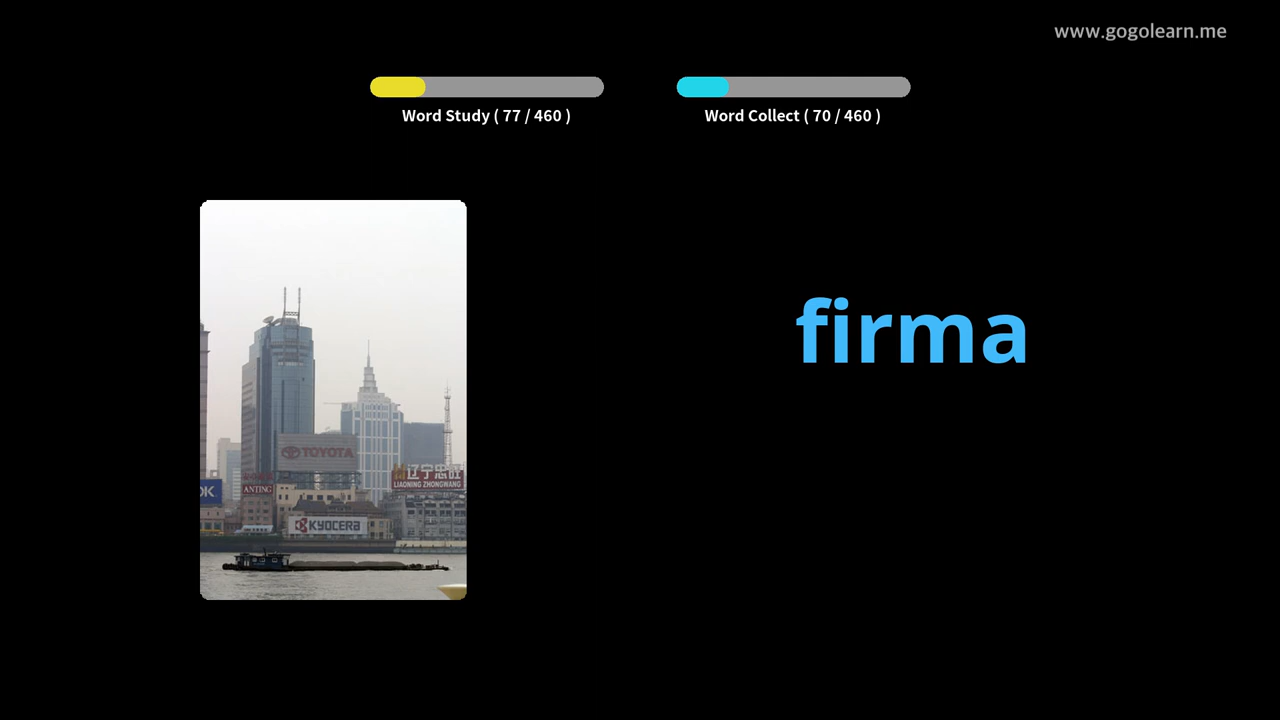 www.gogolearn.me
Word Study ( 77 / 460 )
Word Collect ( 70 / 460 )
firma
TOYOTA
辽宁忠旺
LIAONING ZHONGWANG
ANTING
KYOCERA